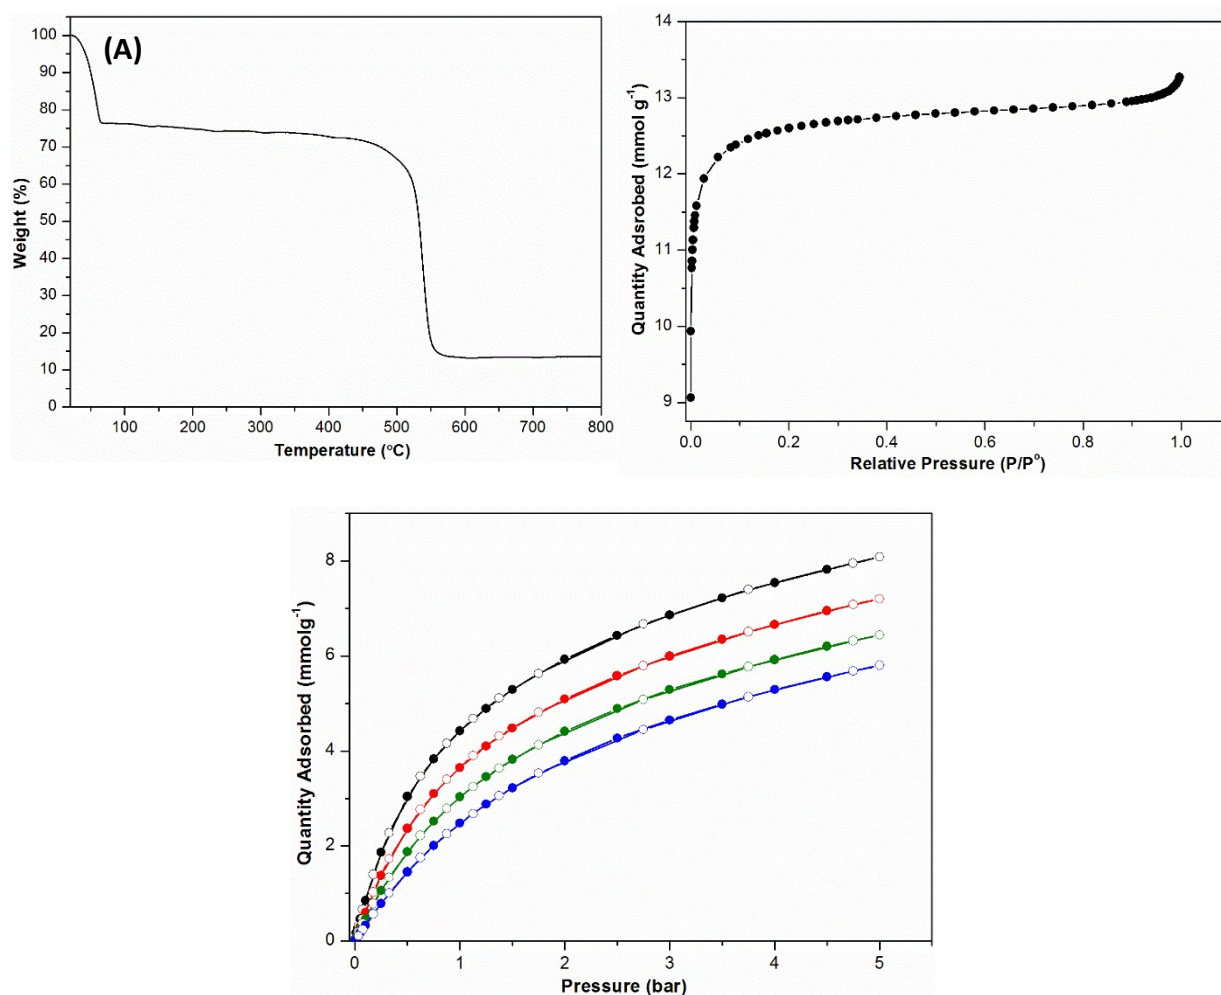 (A)
100
90
80
70
60
50
40
30
20
10
0
Weight (%)
100 200 300 400 500 600 700 800
Temperature (°C)
14
13
12
11
10
9
Quantity Adsrobed (mmol g⁻¹)
0.0 0.2 0.4 0.6 0.8 1.0
Relative Pressure (P/P°)
8
6
4
2
0
Quantity Adsorbed (mmolg⁻¹)
0 1 2 3 4 5
Pressure (bar)